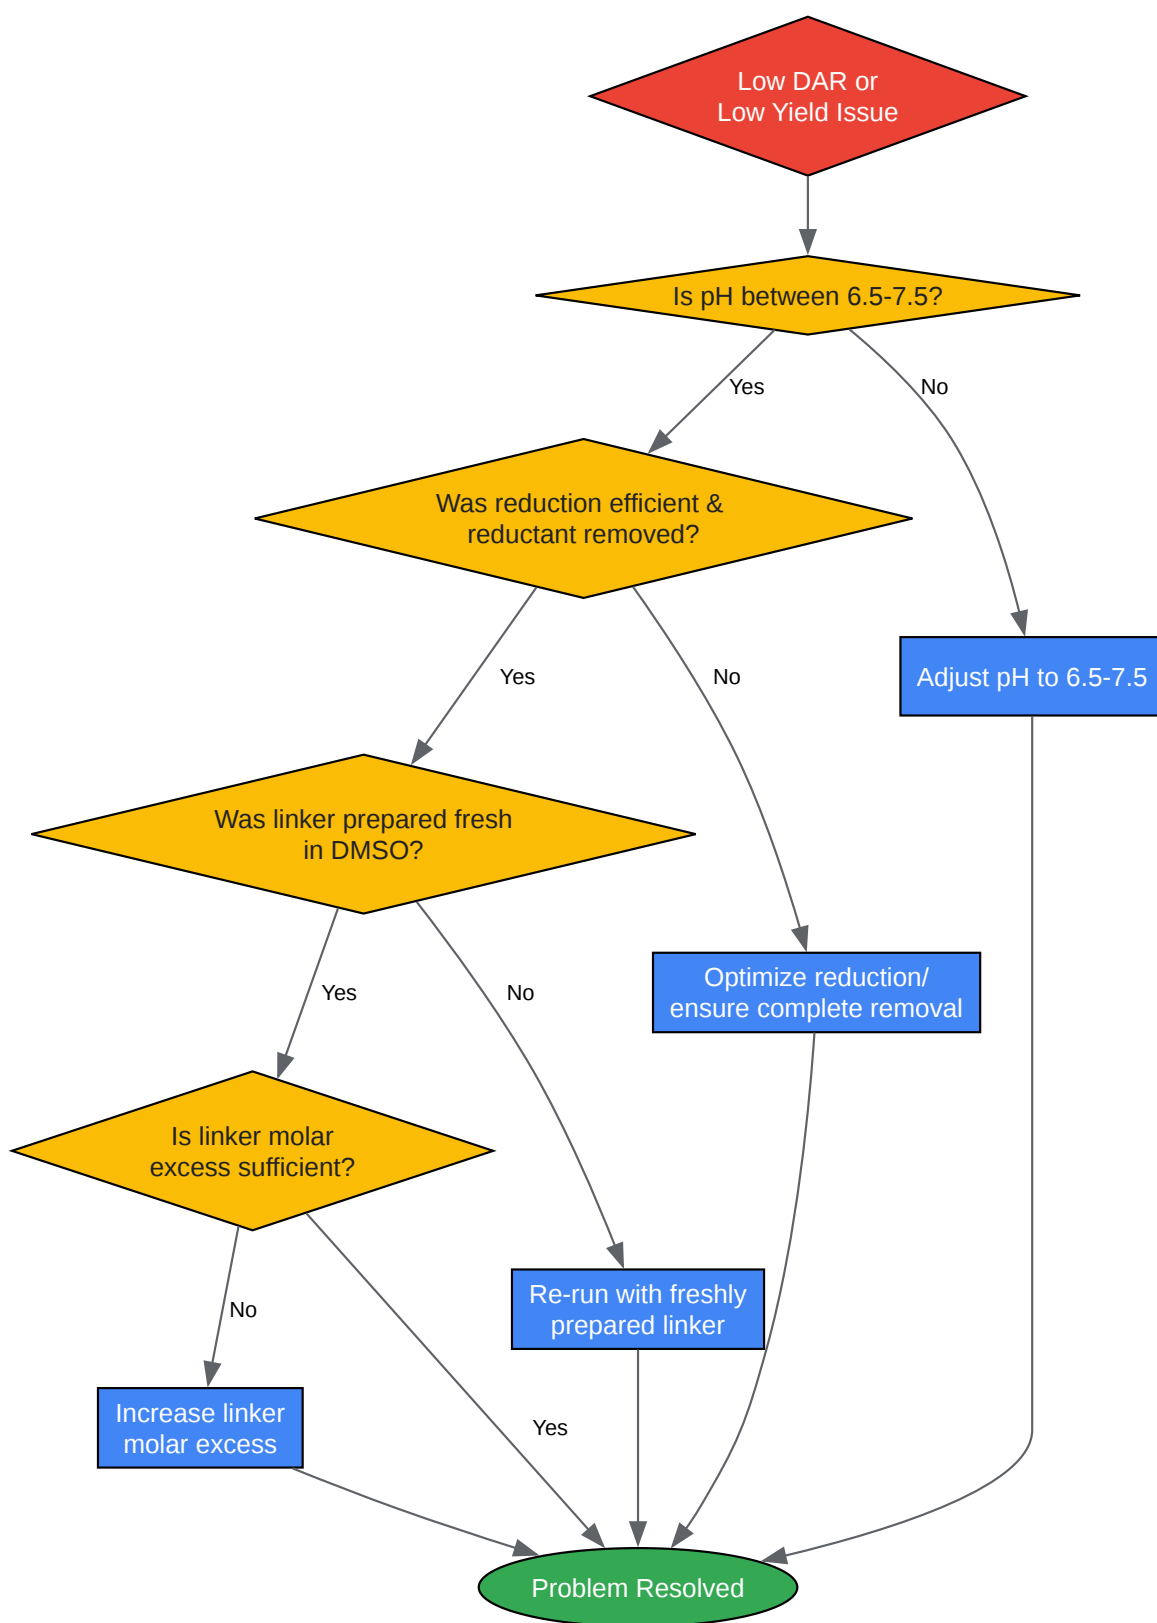 Low DAR or
Low Yield Issue
Is pH between 6.5-7.5?
Yes
No
Was reduction efficient &
reductant removed?
Yes
No
Adjust pH to 6.5-7.5
Was linker prepared fresh
in DMSO?
Yes
No
Optimize reduction/
ensure complete removal
Is linker molar
excess sufficient?
No
Yes
Re-run with freshly
prepared linker
Increase linker
molar excess
Problem Resolved